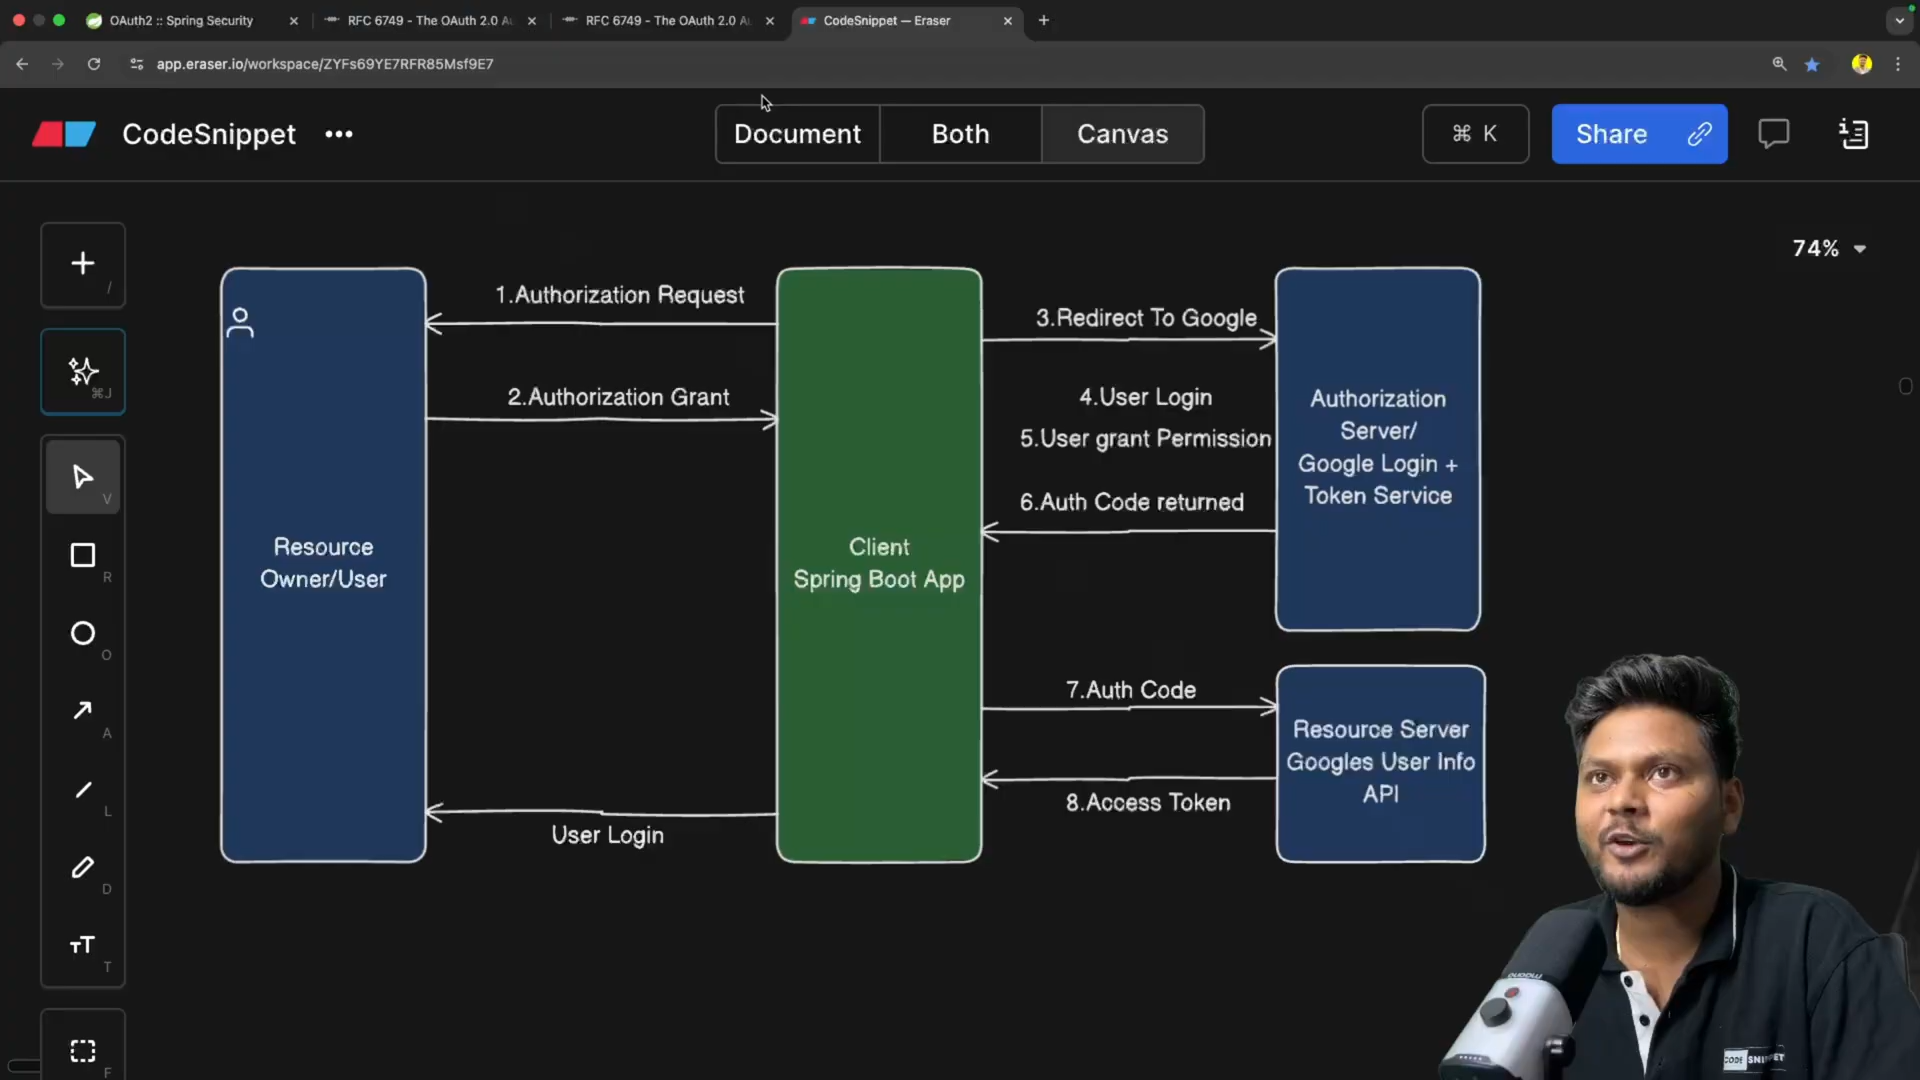 OAuth2 :: Spring Security
RFC 6749 - The OAuth 2.0 Au
RFC 6749 - The OAuth 2.0 Au
CodeSnippet — Eraser
app.eraser.io/workspace/ZYFs69YE7RFR85Msf9E7
CodeSnippet
Document
Both
Canvas
⌘ K
Share
74%
/
⌘J
V
R
O
A
L
D
T
F
1.Authorization Request
2.Authorization Grant
3.Redirect To Google
4.User Login
5.User grant Permission
6.Auth Code returned
7.Auth Code
8.Access Token
User Login
Resource
Owner/User
Client
Spring Boot App
Authorization
Server/
Google Login +
Token Service
Resource Server
Googles User Info
API
CODE SNIPPET